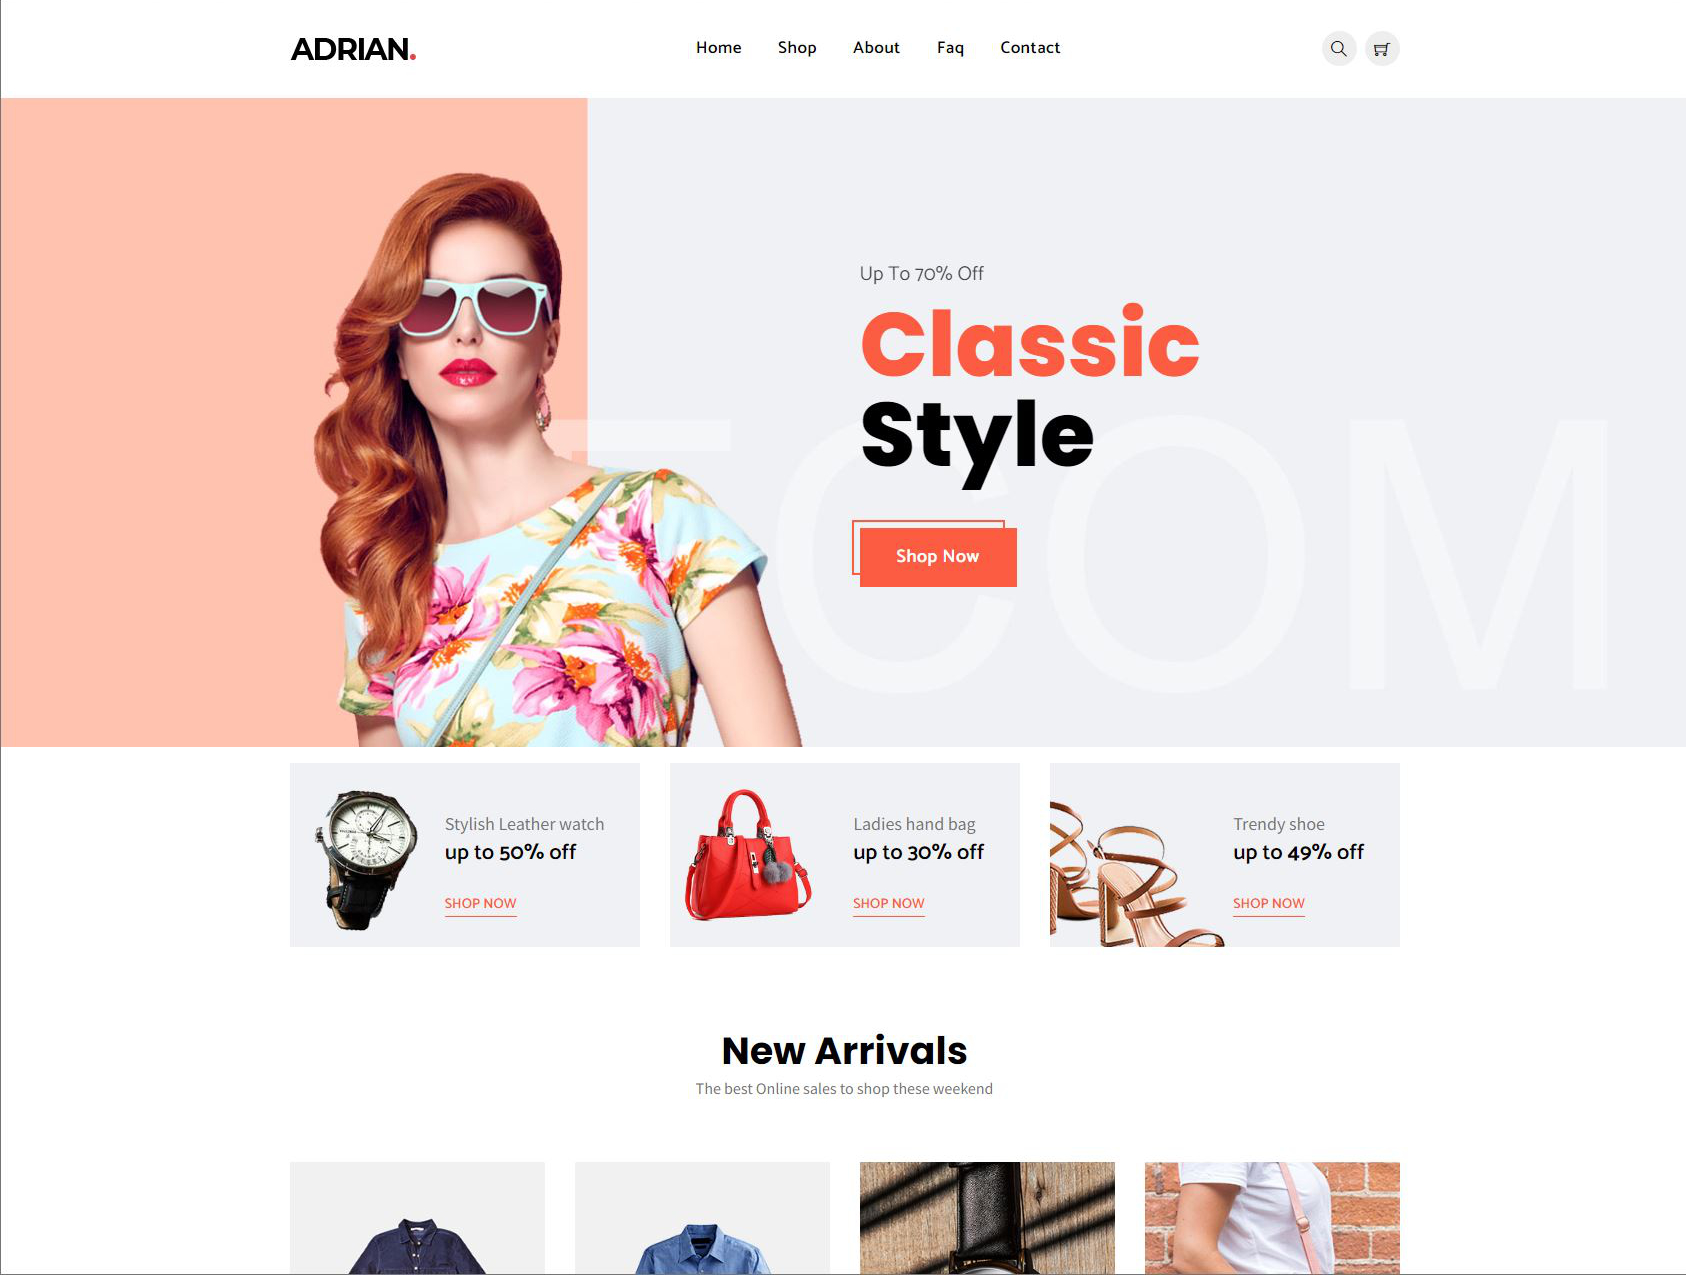 ADRIAN.
Home Shop About Faq Contact
Up To 70% Off
Classic
Style
Shop Now
COM
Stylish Leather watch
up to 50% off
SHOP NOW
Ladies hand bag
up to 30% off
SHOP NOW
Trendy shoe
up to 49% off
SHOP NOW
New Arrivals
The best Online sales to shop these weekend